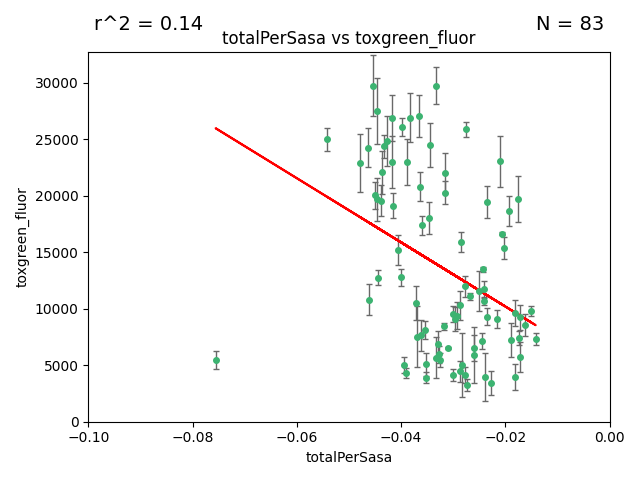 r^2 = 0.14
N = 83
totalPerSasa vs toxgreen_fluor
30000
25000
20000
15000
10000
5000
0
toxgreen_fluor
−0.10
−0.08
−0.06
−0.04
−0.02
0.00
totalPerSasa